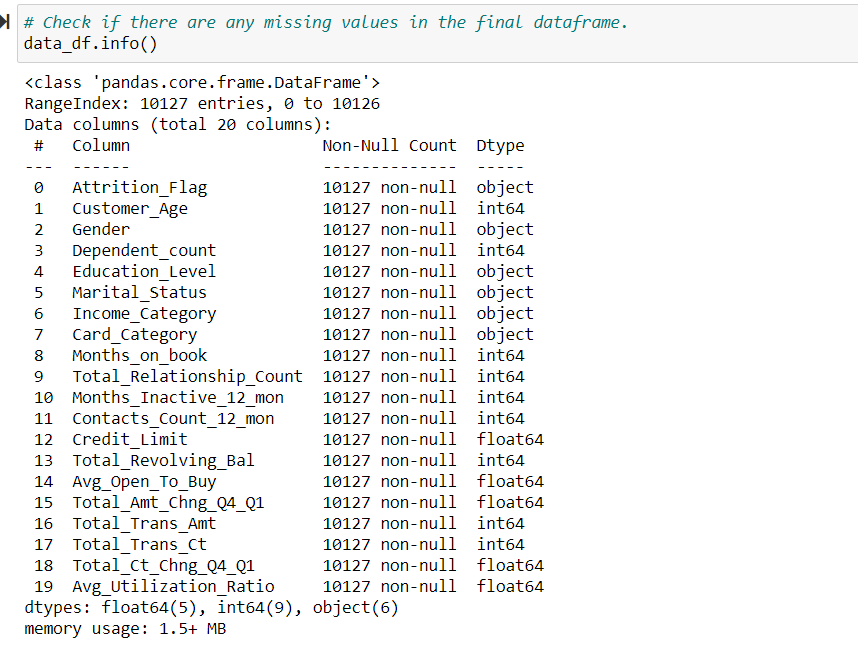 # Check if there are any missing values in the final dataframe.
data_df.info()
<class 'pandas.core.frame.DataFrame'>
RangeIndex: 10127 entries, 0 to 10126
Data columns (total 20 columns):
 #   Column                    Non-Null Count  Dtype
---  ------                    --------------  -----
 0   Attrition_Flag            10127 non-null  object
 1   Customer_Age              10127 non-null  int64
 2   Gender                    10127 non-null  object
 3   Dependent_count           10127 non-null  int64
 4   Education_Level           10127 non-null  object
 5   Marital_Status            10127 non-null  object
 6   Income_Category           10127 non-null  object
 7   Card_Category             10127 non-null  object
 8   Months_on_book            10127 non-null  int64
 9   Total_Relationship_Count  10127 non-null  int64
 10  Months_Inactive_12_mon    10127 non-null  int64
 11  Contacts_Count_12_mon     10127 non-null  int64
 12  Credit_Limit              10127 non-null  float64
 13  Total_Revolving_Bal       10127 non-null  int64
 14  Avg_Open_To_Buy           10127 non-null  float64
 15  Total_Amt_Chng_Q4_Q1      10127 non-null  float64
 16  Total_Trans_Amt           10127 non-null  int64
 17  Total_Trans_Ct            10127 non-null  int64
 18  Total_Ct_Chng_Q4_Q1       10127 non-null  float64
 19  Avg_Utilization_Ratio     10127 non-null  float64
dtypes: float64(5), int64(9), object(6)
memory usage: 1.5+ MB